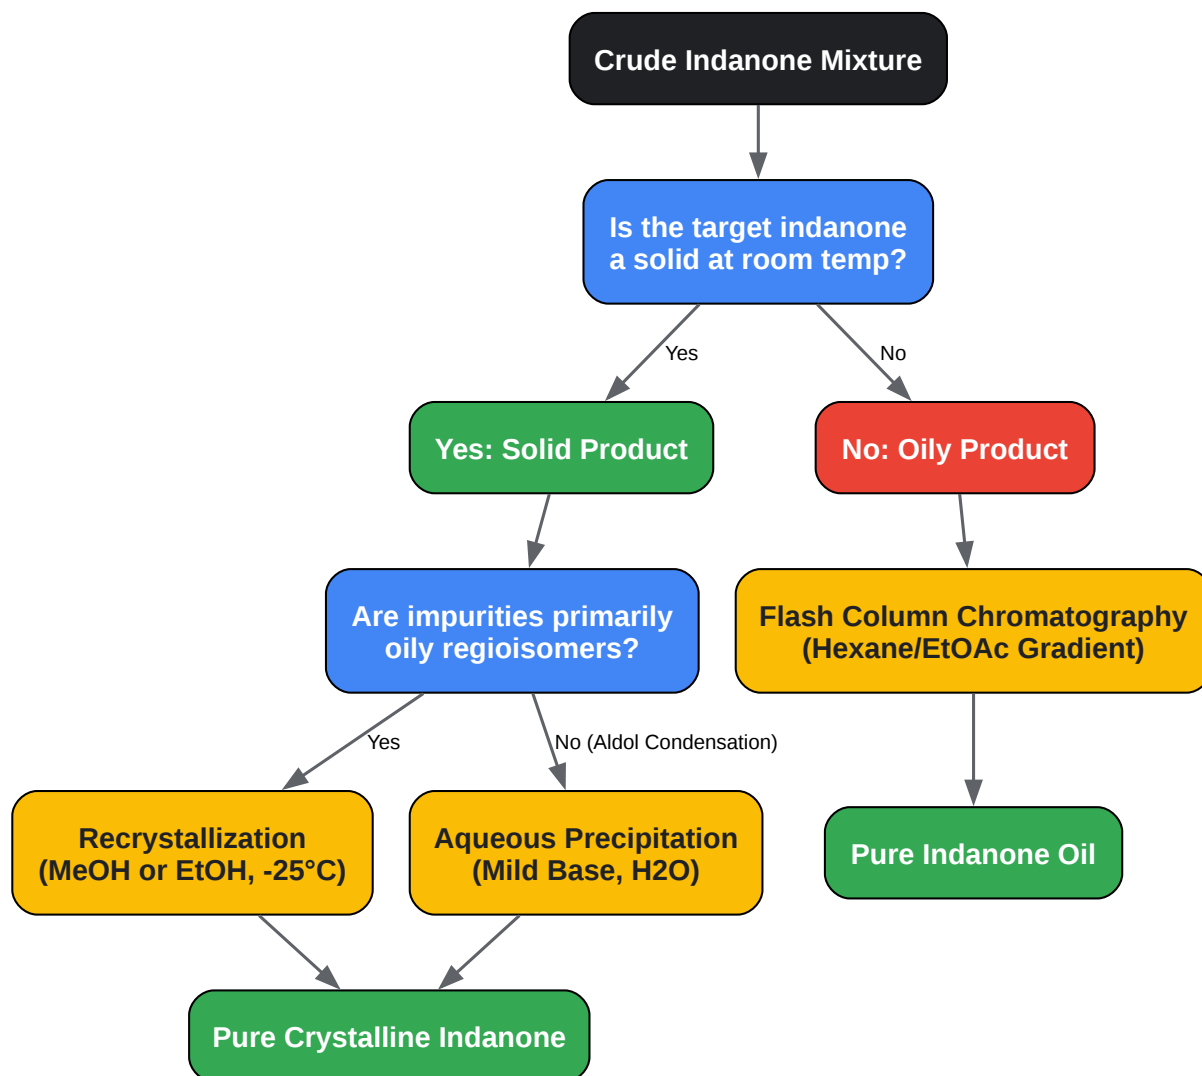 Crude Indanone Mixture
Is the target indanone
a solid at room temp?
Yes
No
Yes: Solid Product
No: Oily Product
Are impurities primarily
oily regioisomers?
Flash Column Chromatography
(Hexane/EtOAc Gradient)
Yes
No (Aldol Condensation)
Recrystallization
(MeOH or EtOH, -25°C)
Aqueous Precipitation
(Mild Base, H2O)
Pure Indanone Oil
Pure Crystalline Indanone